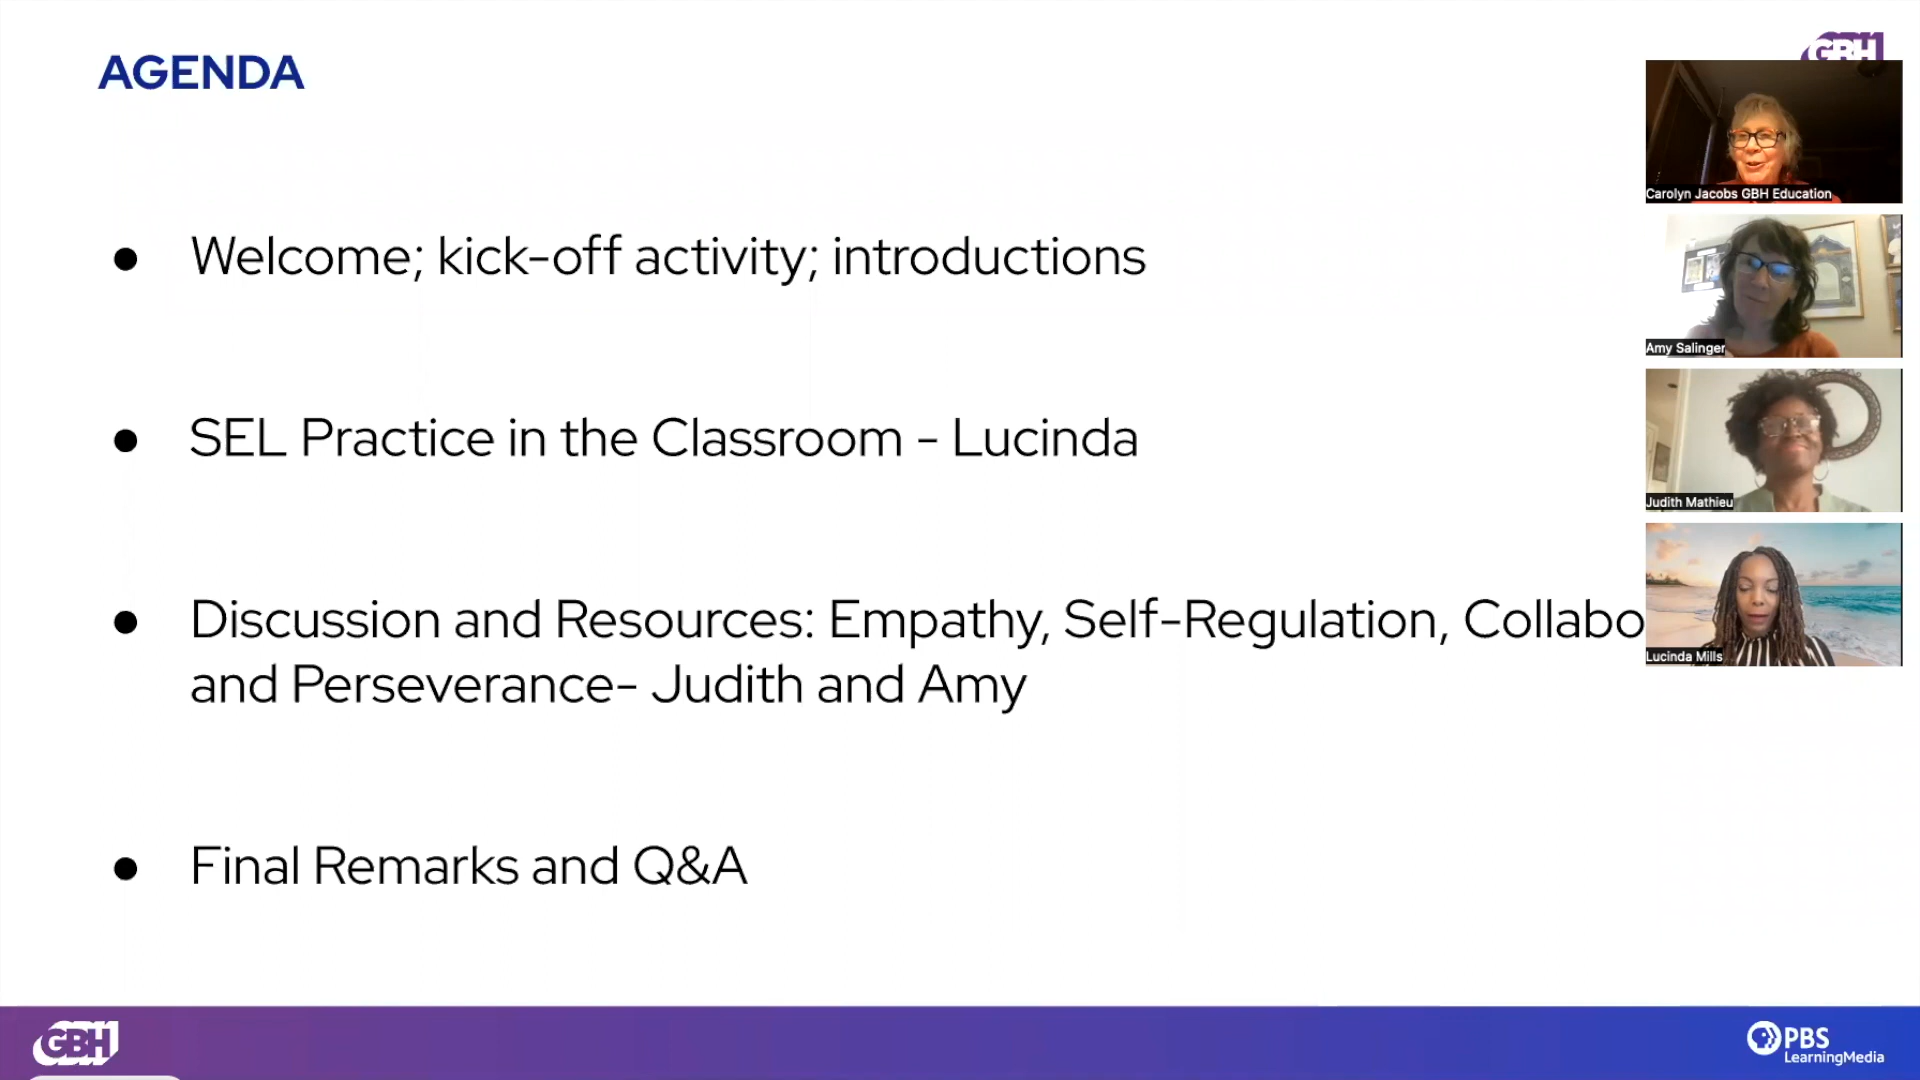 AGENDA
GBH
Carolyn Jacobs GBH Education
Welcome; kick-off activity; introductions
Amy Salinger
SEL Practice in the Classroom - Lucinda
Judith Mathieu
Discussion and Resources: Empathy, Self-Regulation, Collabo
and Perseverance- Judith and Amy
Lucinda Mills
Final Remarks and Q&A
GBH
PBS
LearningMedia